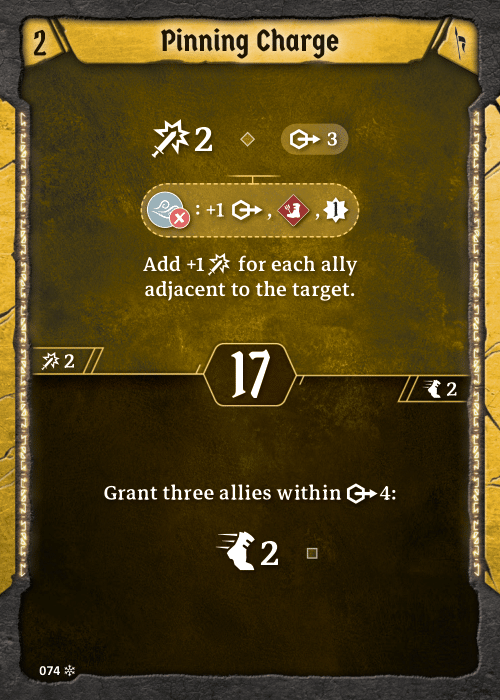 2 Pinning Charge
2 3
: +1 , ,
Add +1 for each ally
adjacent to the target.
2
17
2
Grant three allies within 4:
2
074